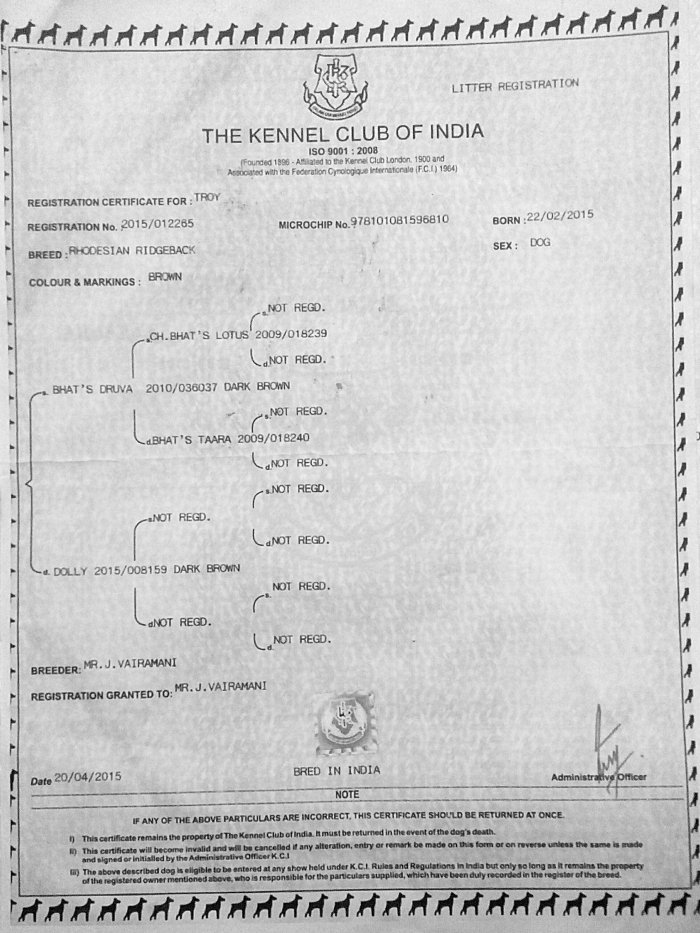 LITTER REGISTRATION
THE KENNEL CLUB OF INDIA
ISO 9001 : 2008
(Founded 1896 - Affiliated to the Kennel Club London, 1900 and
Associated with the Federation Cynologique Internationale (F.C.I.) 1964)
REGISTRATION CERTIFICATE FOR : TROY
REGISTRATION No. 2015/012265 MICROCHIP No. 978101081596810 BORN : 22/02/2015
BREED : RHODESIAN RIDGEBACK SEX : DOG
COLOUR & MARKINGS : BROWN
s. NOT REGD.
s. CH.BHAT'S LOTUS 2009/018239
d. NOT REGD.
s. BHAT'S DRUVA 2010/036037 DARK BROWN
s. NOT REGD.
d. BHAT'S TAARA 2009/018240
d. NOT REGD.
s. NOT REGD.
s. NOT REGD.
d. NOT REGD.
d. DOLLY 2015/008159 DARK BROWN
s. NOT REGD.
d. NOT REGD.
d. NOT REGD.
BREEDER: MR.J.VAIRAMANI
REGISTRATION GRANTED TO: MR.J.VAIRAMANI
BRED IN INDIA
Date 20/04/2015 Administrative Officer
NOTE
IF ANY OF THE ABOVE PARTICULARS ARE INCORRECT, THIS CERTIFICATE SHOULD BE RETURNED AT ONCE.
i) This certificate remains the property of The Kennel Club of India. It must be returned in the event of the dog's death.
ii) This certificate will become invalid and will be cancelled if any alteration, entry or remark be made on this form or on reverse unless the same is made
and signed or initialled by the Administrative Officer K.C.I
(iii) The above described dog is eligible to be entered at any show held under K.C.I. Rules and Regulations in India but only so long as it remains the property
of the registered owner mentioned above, who is responsible for the particulars supplied, which have been duly recorded in the register of the breed.